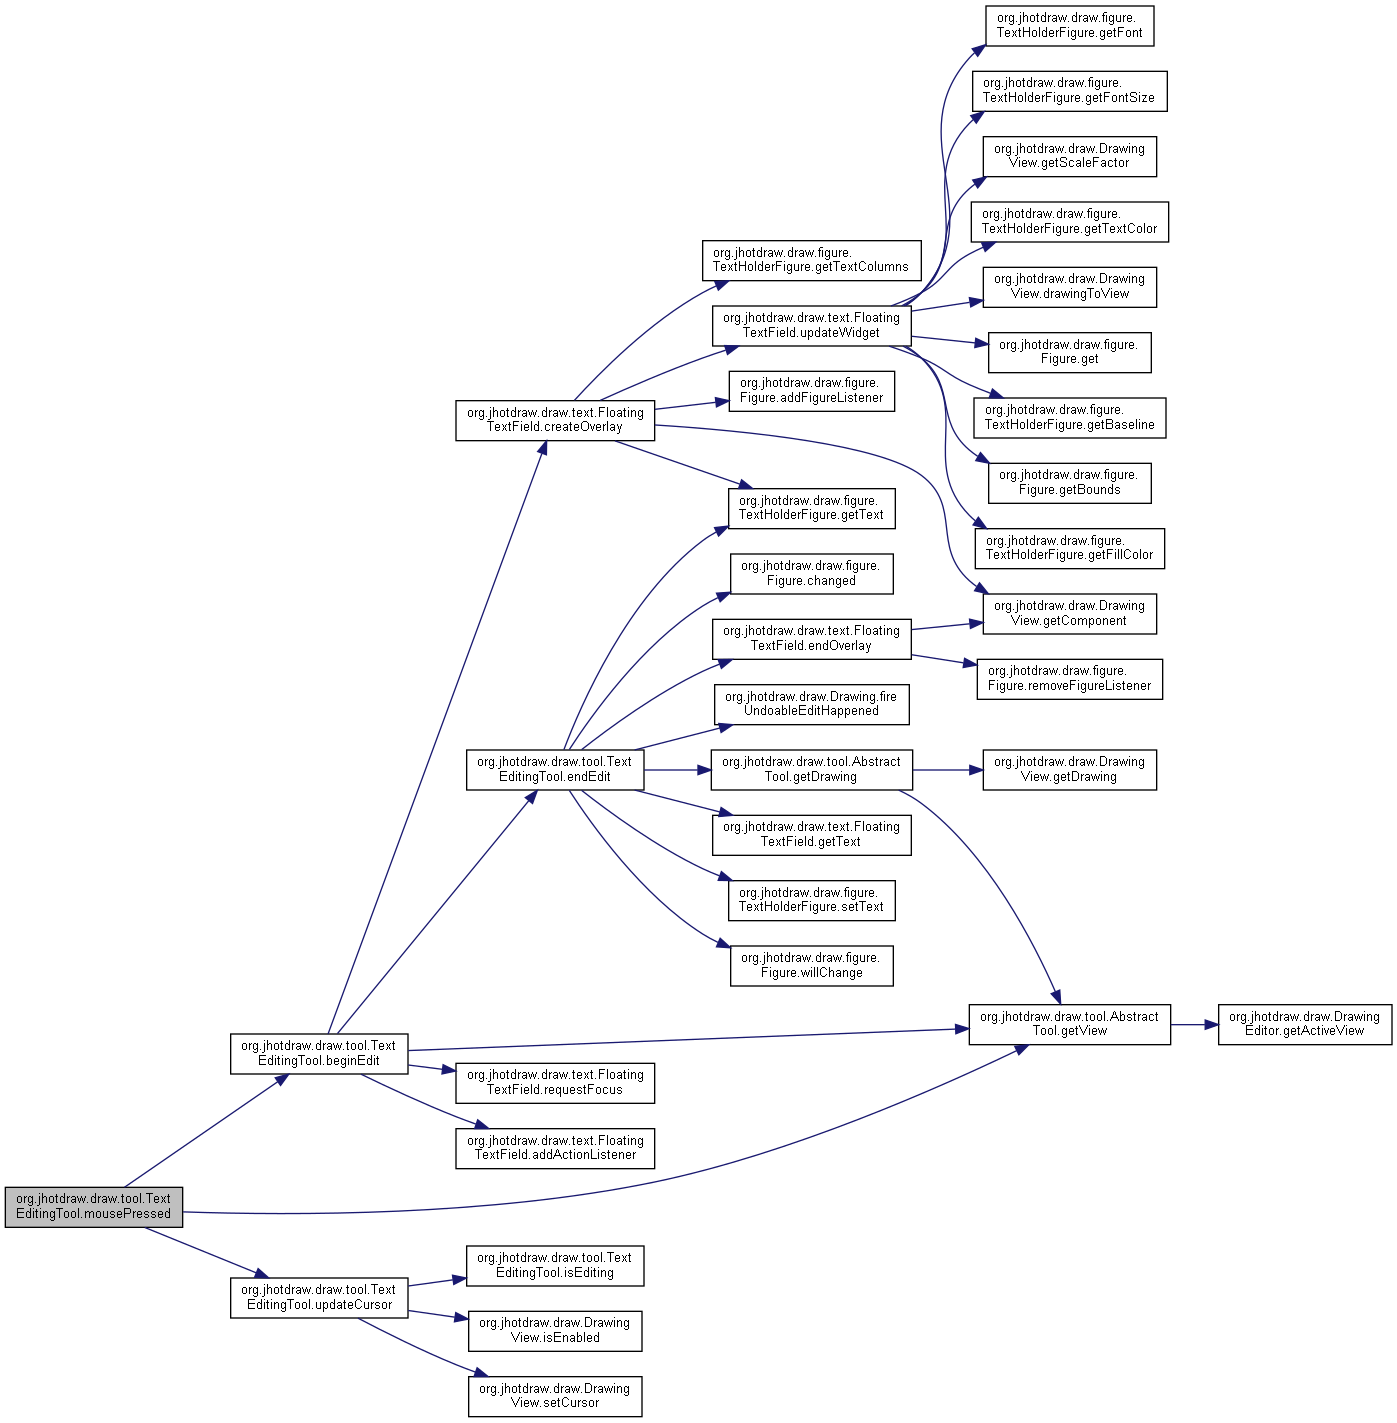 org.jhotdraw.draw.figure.
TextHolderFigure.getFont
org.jhotdraw.draw.figure.
TextHolderFigure.getFontSize
org.jhotdraw.draw.Drawing
View.getScaleFactor
org.jhotdraw.draw.figure.
TextHolderFigure.getTextColor
org.jhotdraw.draw.figure.
TextHolderFigure.getTextColumns
org.jhotdraw.draw.Drawing
View.drawingToView
org.jhotdraw.draw.text.Floating
TextField.updateWidget
org.jhotdraw.draw.figure.
Figure.get
org.jhotdraw.draw.figure.
Figure.addFigureListener
org.jhotdraw.draw.figure.
TextHolderFigure.getBaseline
org.jhotdraw.draw.text.Floating
TextField.createOverlay
org.jhotdraw.draw.figure.
Figure.getBounds
org.jhotdraw.draw.figure.
TextHolderFigure.getText
org.jhotdraw.draw.figure.
TextHolderFigure.getFillColor
org.jhotdraw.draw.figure.
Figure.changed
org.jhotdraw.draw.Drawing
View.getComponent
org.jhotdraw.draw.text.Floating
TextField.endOverlay
org.jhotdraw.draw.figure.
Figure.removeFigureListener
org.jhotdraw.draw.Drawing.fire
UndoableEditHappened
org.jhotdraw.draw.tool.Text
EditingTool.endEdit
org.jhotdraw.draw.tool.Abstract
Tool.getDrawing
org.jhotdraw.draw.Drawing
View.getDrawing
org.jhotdraw.draw.text.Floating
TextField.getText
org.jhotdraw.draw.figure.
TextHolderFigure.setText
org.jhotdraw.draw.figure.
Figure.willChange
org.jhotdraw.draw.tool.Abstract
Tool.getView
org.jhotdraw.draw.Drawing
Editor.getActiveView
org.jhotdraw.draw.tool.Text
EditingTool.beginEdit
org.jhotdraw.draw.text.Floating
TextField.requestFocus
org.jhotdraw.draw.text.Floating
TextField.addActionListener
org.jhotdraw.draw.tool.Text
EditingTool.mousePressed
org.jhotdraw.draw.tool.Text
EditingTool.isEditing
org.jhotdraw.draw.tool.Text
EditingTool.updateCursor
org.jhotdraw.draw.Drawing
View.isEnabled
org.jhotdraw.draw.Drawing
View.setCursor